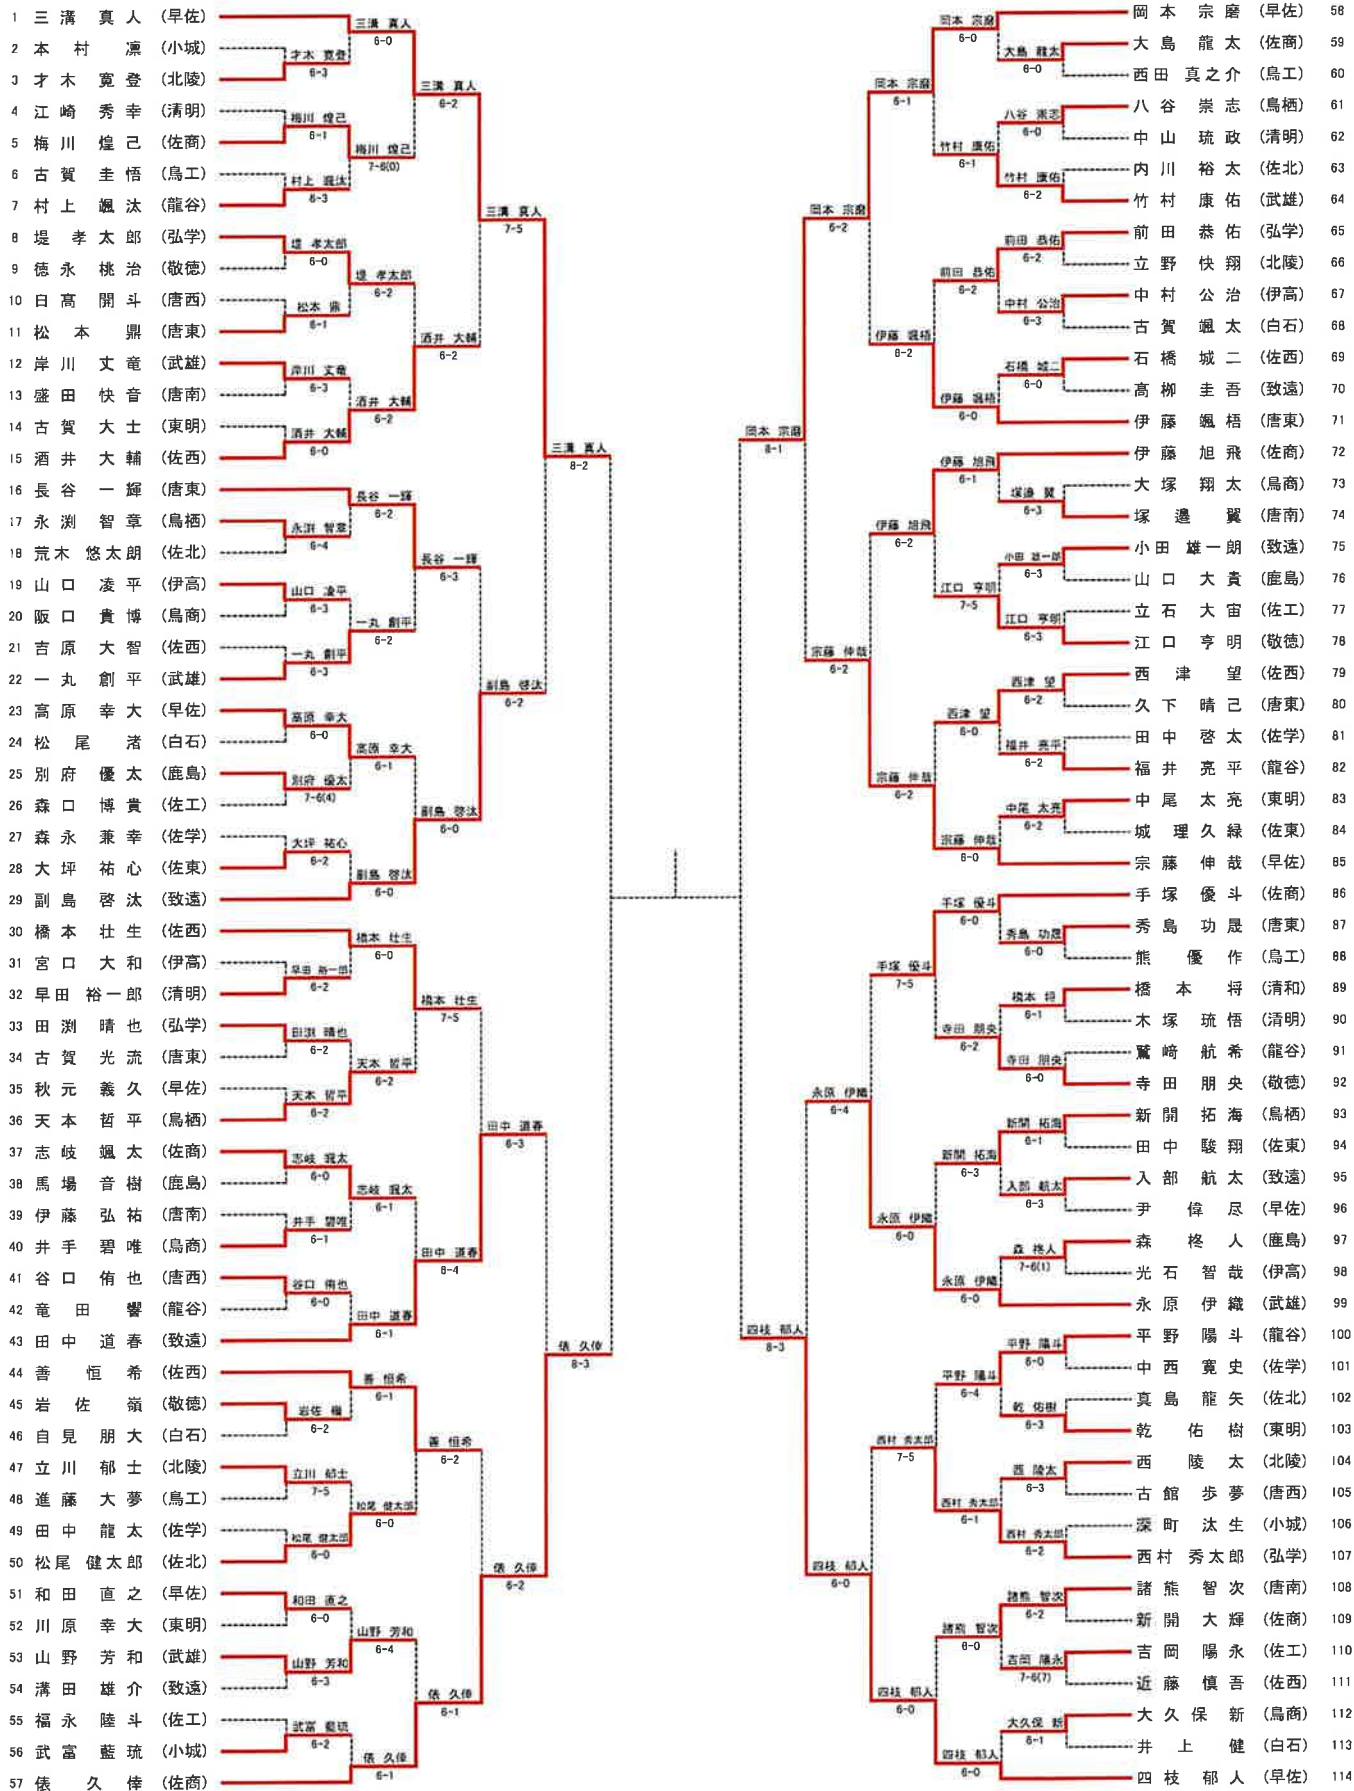 1 三溝 真人 (早佐)
2 本村 凛 (小城)
3 才木 寛登 (北陵)
4 江崎 秀幸 (清明)
5 梅川 煌己 (佐商)
6 古賀 圭悟 (鳥工)
7 村上 颯汰 (龍谷)
8 堤 孝太郎 (弘学)
9 徳永 桃治 (敬徳)
10 日高 開斗 (唐西)
11 松本 鼎 (唐東)
12 岸川 丈竜 (武雄)
13 盛田 快音 (唐南)
14 古賀 大士 (東明)
15 酒井 大輔 (佐西)
16 長谷 一輝 (唐東)
17 永渕 智章 (鳥栖)
18 荒木 悠太朗 (佐北)
19 山口 凌平 (伊高)
20 阪口 貴博 (鳥商)
21 吉原 大智 (佐西)
22 一丸 創平 (武雄)
23 高原 幸大 (早佐)
24 松尾 渚 (白石)
25 別府 優太 (鹿島)
26 森口 博貴 (佐工)
27 森永 兼幸 (佐学)
28 大坪 祐心 (佐東)
29 副島 啓汰 (致遠)
30 橋本 壮生 (佐西)
31 宮口 大和 (伊高)
32 早田 裕一郎 (清明)
33 田渕 晴也 (弘学)
34 古賀 光流 (唐東)
35 秋元 義久 (早佐)
36 天本 哲平 (鳥栖)
37 志岐 颯太 (佐商)
38 馬場 音樹 (鹿島)
39 伊藤 弘祐 (唐南)
40 井手 碧唯 (鳥商)
41 谷口 侑也 (唐西)
42 竜田 響 (龍谷)
43 田中 道春 (致遠)
44 善 恒希 (佐西)
45 岩佐 嶺 (敬徳)
46 自見 朋大 (白石)
47 立川 郁士 (北陵)
48 進藤 大夢 (鳥工)
49 田中 龍太 (佐学)
50 松尾 健太郎 (佐北)
51 和田 直之 (早佐)
52 川原 幸大 (東明)
53 山野 芳和 (武雄)
54 溝田 雄介 (致遠)
55 福永 陸斗 (佐工)
56 武富 藍琉 (小城)
57 俵 久倖 (佐商)
才木 寛登
6-3
梅川 煌己
6-1
村上 颯汰
6-3
堤 孝太郎
6-0
松本 鼎
6-1
岸川 丈竜
6-3
酒井 大輔
6-0
永渕 智章
6-4
山口 凌平
6-3
一丸 創平
6-3
高原 幸大
6-0
別府 優太
7-6(4)
大坪 祐心
6-2
早田 裕一郎
6-2
田渕 晴也
6-2
天本 哲平
6-2
志岐 颯太
6-0
井手 碧唯
6-1
谷口 侑也
6-0
岩佐 嶺
6-2
立川 郁士
7-5
松尾 健太郎
6-0
和田 直之
6-0
山野 芳和
6-3
武富 藍琉
6-2
三溝 真人
6-0
梅川 煌己
7-6(0)
堤 孝太郎
6-2
酒井 大輔
6-2
長谷 一輝
6-2
一丸 創平
6-2
高原 幸大
6-1
副島 啓汰
6-0
橋本 壮生
6-0
天本 哲平
6-2
志岐 颯太
6-1
田中 道春
6-1
善 恒希
6-1
松尾 健太郎
6-0
山野 芳和
6-4
俵 久倖
6-1
三溝 真人
6-2
酒井 大輔
6-2
長谷 一輝
6-3
副島 啓汰
6-0
橋本 壮生
7-5
田中 道春
6-4
善 恒希
6-2
俵 久倖
6-1
三溝 真人
7-5
副島 啓汰
6-2
田中 道春
6-3
俵 久倖
6-2
三溝 真人
8-2
俵 久倖
8-3
岡本 宗磨
8-1
四枝 郁人
8-3
岡本 宗磨
6-2
宗藤 伸哉
6-2
永原 伊織
6-4
四枝 郁人
6-0
岡本 宗磨
6-1
伊藤 颯梧
6-2
伊藤 旭飛
6-2
宗藤 伸哉
6-2
手塚 優斗
7-5
永原 伊織
6-0
西村 秀太郎
7-5
四枝 郁人
6-0
岡本 宗磨
6-0
竹村 康佑
6-1
前田 恭佑
6-2
伊藤 颯梧
6-0
伊藤 旭飛
6-1
江口 亨明
7-5
西津 望
6-0
宗藤 伸哉
6-0
手塚 優斗
6-0
寺田 朋央
6-2
新開 拓海
6-3
永原 伊織
6-0
平野 陽斗
6-4
西村 秀太郎
6-1
諸熊 智次
6-0
四枝 郁人
6-0
大島 龍太
6-0
八谷 崇志
6-0
竹村 康佑
6-2
前田 恭佑
6-2
中村 公治
6-3
石橋 城二
6-0
塚邉 翼
6-3
小田 雄一郎
6-3
江口 亨明
6-3
西津 望
6-2
福井 亮平
6-2
中尾 太亮
6-2
秀島 功晟
6-0
橋本 将
6-1
寺田 朋央
6-0
新開 拓海
6-1
入部 航太
6-3
森 柊人
7-6(1)
平野 陽斗
6-0
乾 佑樹
6-3
西 陵太
6-3
西村 秀太郎
6-2
諸熊 智次
6-2
吉岡 陽永
7-6(7)
大久保 新
6-1
岡本 宗磨 (早佐) 58
大島 龍太 (佐商) 59
西田 真之介 (鳥工) 60
八谷 崇志 (鳥栖) 61
中山 琉政 (清明) 62
内川 裕太 (佐北) 63
竹村 康佑 (武雄) 64
前田 恭佑 (弘学) 65
立野 快翔 (北陵) 66
中村 公治 (伊高) 67
古賀 颯太 (白石) 68
石橋 城二 (佐西) 69
高栁 圭吾 (致遠) 70
伊藤 颯梧 (唐東) 71
伊藤 旭飛 (佐商) 72
大塚 翔太 (鳥商) 73
塚邉 翼 (唐南) 74
小田 雄一朗 (致遠) 75
山口 大貴 (鹿島) 76
立石 大宙 (佐工) 77
江口 亨明 (敬徳) 78
西津 望 (佐西) 79
久下 晴己 (唐東) 80
田中 啓太 (佐学) 81
福井 亮平 (龍谷) 82
中尾 太亮 (東明) 83
城 理久緑 (佐東) 84
宗藤 伸哉 (早佐) 85
手塚 優斗 (佐商) 86
秀島 功晟 (唐東) 87
熊 優作 (鳥工) 88
橋本 将 (清和) 89
木塚 琉悟 (清明) 90
鷲﨑 航希 (龍谷) 91
寺田 朋央 (敬徳) 92
新開 拓海 (鳥栖) 93
田中 駿翔 (佐東) 94
入部 航太 (致遠) 95
尹 偉尽 (早佐) 96
森 柊人 (鹿島) 97
光石 智哉 (伊高) 98
永原 伊織 (武雄) 99
平野 陽斗 (龍谷) 100
中西 寛史 (佐学) 101
真島 龍矢 (佐北) 102
乾 佑樹 (東明) 103
西 陵太 (北陵) 104
古館 歩夢 (唐西) 105
深町 汰生 (小城) 106
西村 秀太郎 (弘学) 107
諸熊 智次 (唐南) 108
新開 大輝 (佐商) 109
吉岡 陽永 (佐工) 110
近藤 慎吾 (佐西) 111
大久保 新 (鳥商) 112
井上 健 (白石) 113
四枝 郁人 (早佐) 114